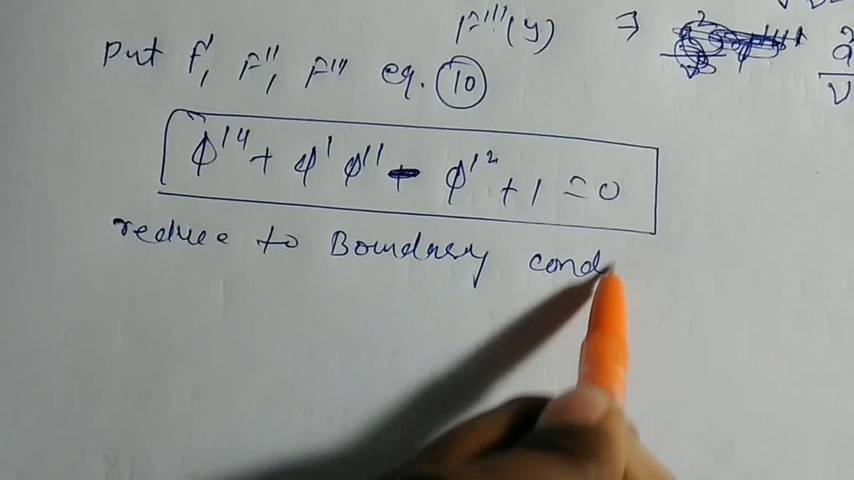 F'''(y) ⇒
Put f', F'', F''' eq. (10)
a
ν
ϕ'''+ ϕ' ϕ'' - ϕ'² + 1 = 0
reduce to Boundary cond